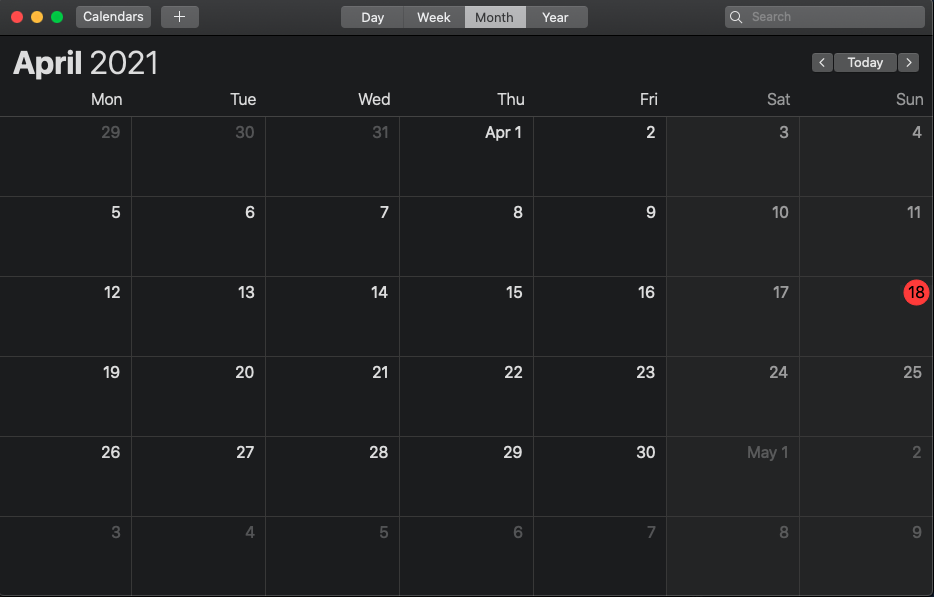 Calendars + Day Week Month Year Search
April 2021
< Today >
Mon Tue Wed Thu Fri Sat Sun
29 30 31 Apr 1 2 3 4
5 6 7 8 9 10 11
12 13 14 15 16 17 18
19 20 21 22 23 24 25
26 27 28 29 30 May 1 2
3 4 5 6 7 8 9